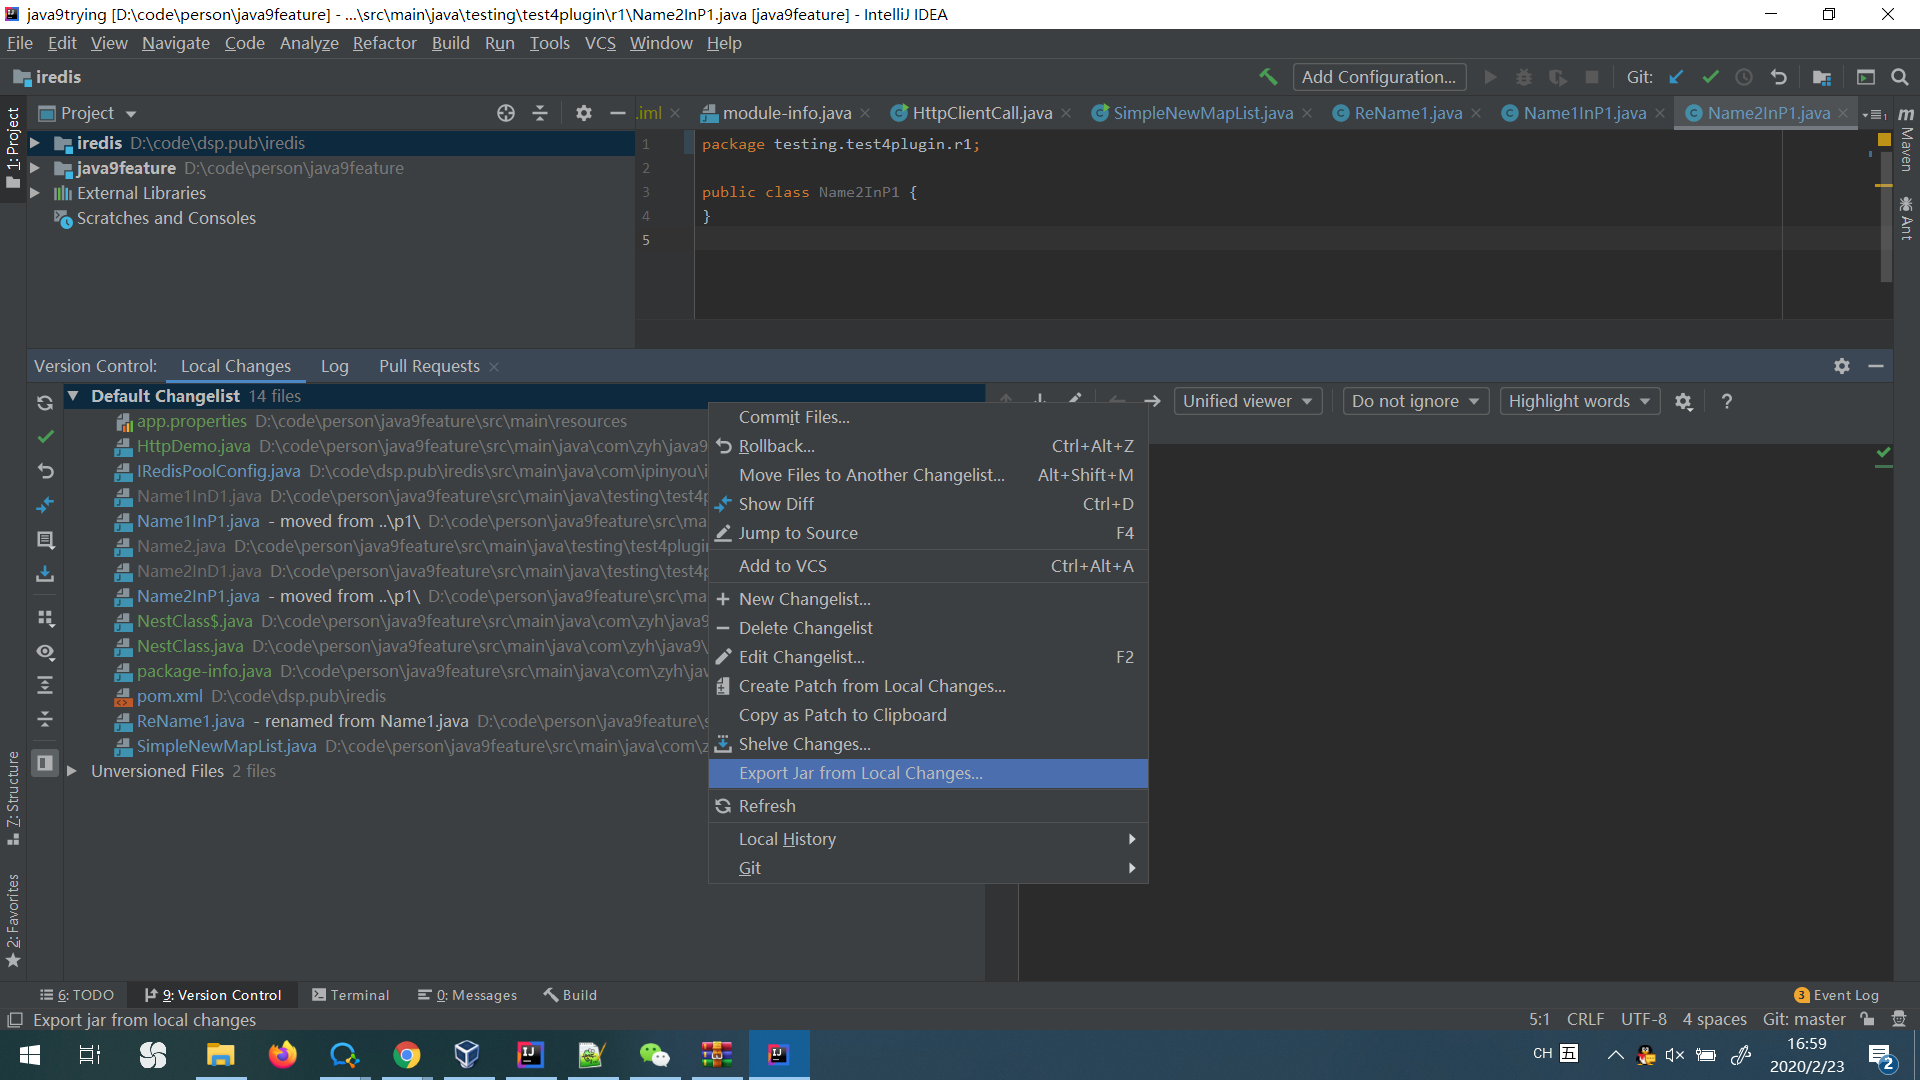 java9trying [D:\code\person\java9feature] - ...\src\main\java\testing\test4plugin\r1\Name2InP1.java [java9feature] - IntelliJ IDEA
File Edit View Navigate Code Analyze Refactor Build Run Tools VCS Window Help
iredis
Add Configuration...
Git:
Project
.iml
module-info.java
HttpClientCall.java
SimpleNewMapList.java
ReName1.java
Name1InP1.java
Name2InP1.java
1: Project
Maven
Ant
iredis D:\code\dsp.pub\iredis
java9feature D:\code\person\java9feature
External Libraries
Scratches and Consoles
1 package testing.test4plugin.r1;
2
3 public class Name2InP1 {
4 }
5
Version Control: Local Changes Log Pull Requests
Default Changelist 14 files
app.properties D:\code\person\java9feature\src\main\resources
HttpDemo.java D:\code\person\java9feature\src\main\java\com\zyh\java9
IRedisPoolConfig.java D:\code\dsp.pub\iredis\src\main\java\com\ipinyou\i
Name1InD1.java D:\code\person\java9feature\src\main\java\testing\test4p
Name1InP1.java - moved from ..\p1\ D:\code\person\java9feature\src\ma
Name2.java D:\code\person\java9feature\src\main\java\testing\test4plugi
Name2InD1.java D:\code\person\java9feature\src\main\java\testing\test4p
Name2InP1.java - moved from ..\p1\ D:\code\person\java9feature\src\ma
NestClass$.java D:\code\person\java9feature\src\main\java\com\zyh\java9
NestClass.java D:\code\person\java9feature\src\main\java\com\zyh\java9\
package-info.java D:\code\person\java9feature\src\main\java\com\zyh\jav
pom.xml D:\code\dsp.pub\iredis
ReName1.java - renamed from Name1.java D:\code\person\java9feature\s
SimpleNewMapList.java D:\code\person\java9feature\src\main\java\com\z
Unversioned Files 2 files
Unified viewer
Do not ignore
Highlight words
?
Commit Files...
Rollback... Ctrl+Alt+Z
Move Files to Another Changelist... Alt+Shift+M
Show Diff Ctrl+D
Jump to Source F4
Add to VCS Ctrl+Alt+A
New Changelist...
Delete Changelist
Edit Changelist... F2
Create Patch from Local Changes...
Copy as Patch to Clipboard
Shelve Changes...
Export Jar from Local Changes...
Refresh
Local History
Git
7: Structure
2: Favorites
6: TODO
9: Version Control
Terminal
0: Messages
Build
3 Event Log
Export jar from local changes
5:1 CRLF UTF-8 4 spaces Git: master
CH 五
16:59
2020/2/23
2